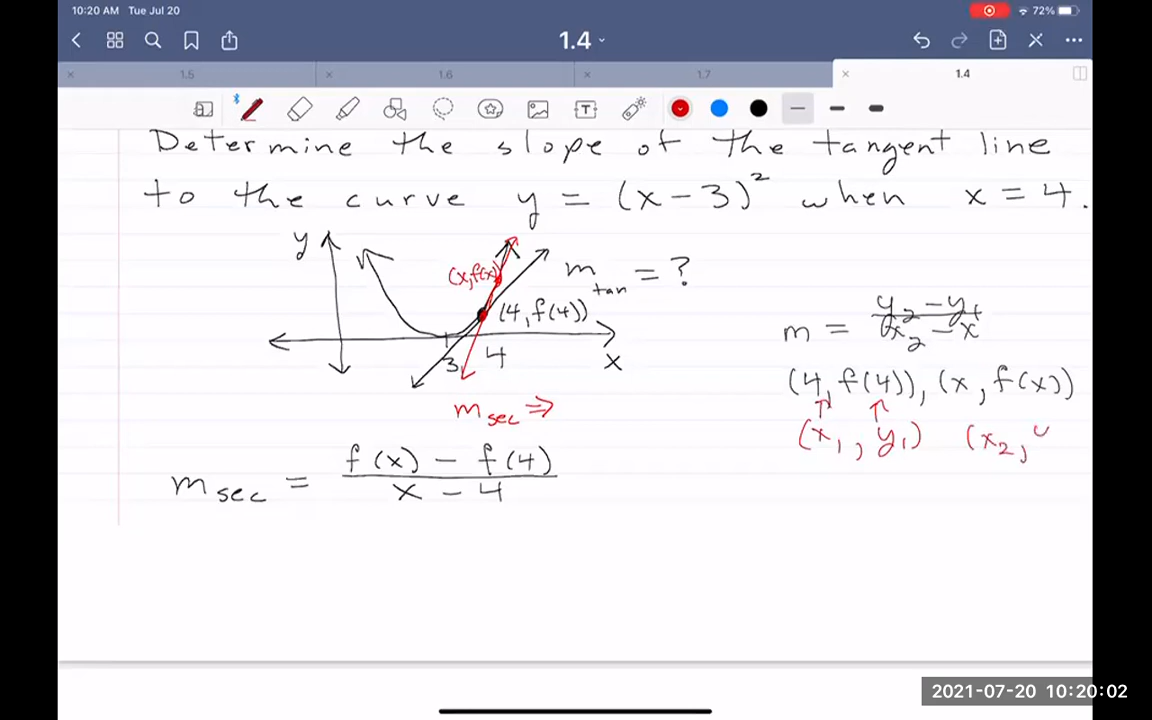 10:20 AM Tue Jul 20
72%
1.4
1.5
1.6
1.7
1.4
Determine the slope of the tangent line
to the curve y = (x-3)² when x = 4.
y
(x, f(x))
m tan = ?
(4, f(4))
3
4
x
m sec ⇒
m sec = f(x) - f(4) / x - 4
m = y₂ - y₁ / x₂ - x
(4, f(4)), (x, f(x))
(x₁, y₁) (x₂,
2021-07-20 10:20:02